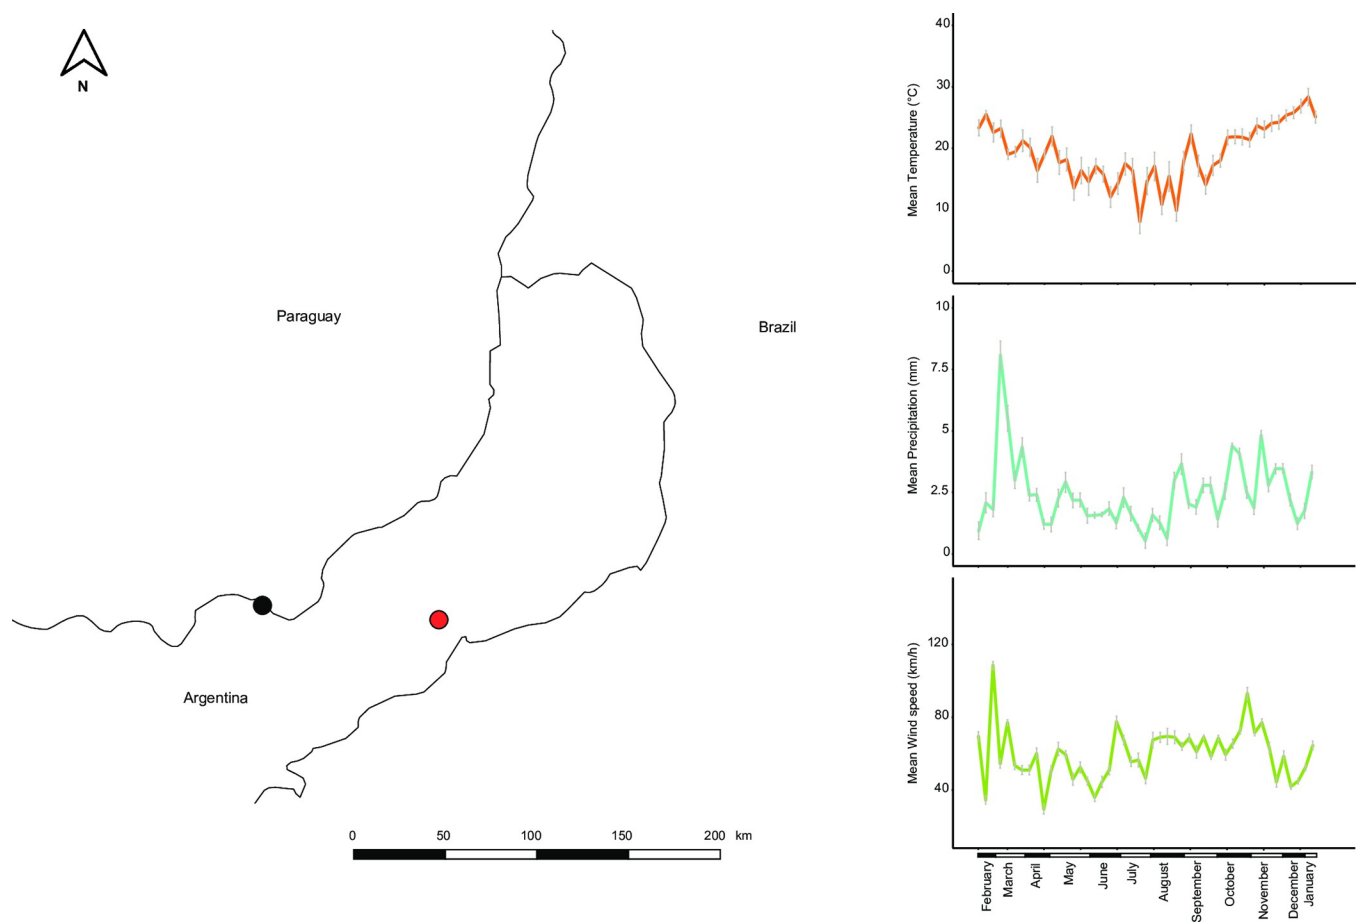 N
Paraguay
Brazil
Argentina
0 50 100 150 200 km
Mean Temperature (°C)
40
30
20
10
0
Mean Precipitation (mm)
10
7.5
5
2.5
0
Mean Wind speed (km/h)
120
80
40
February
March
April
May
June
July
August
September
October
November
December
January